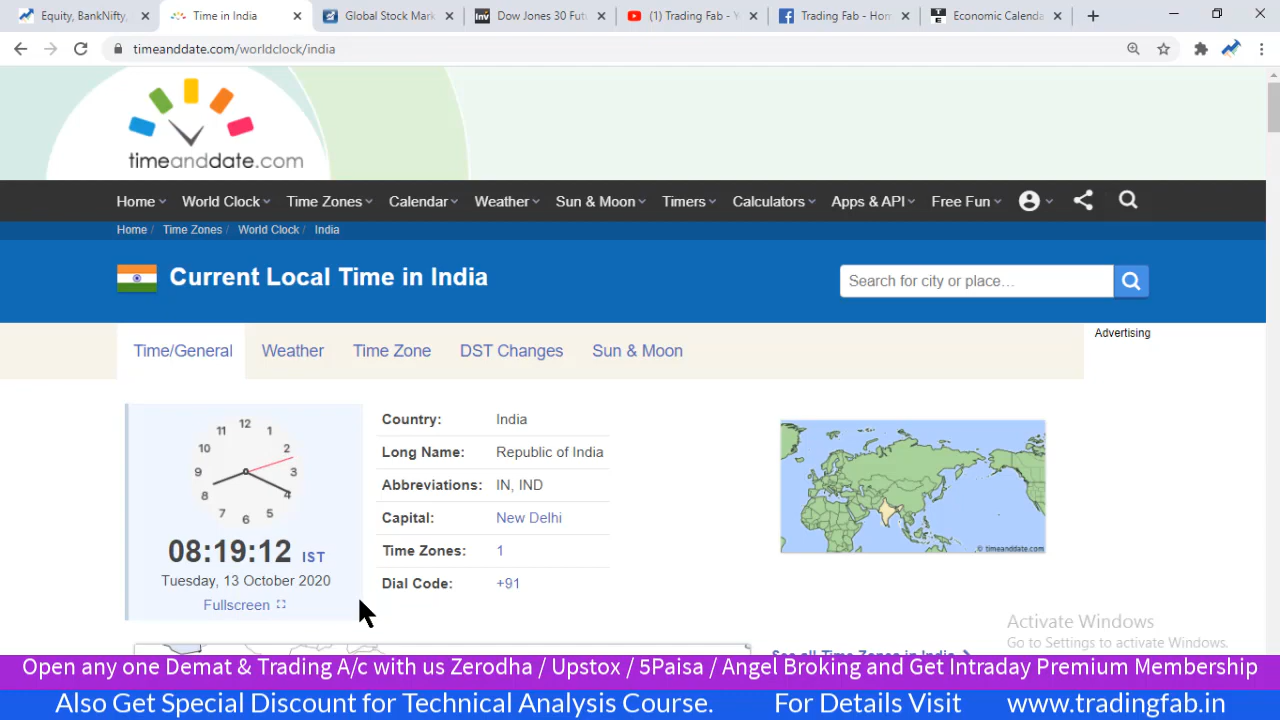 Equity, BankNifty,
Time in India
Global Stock Mark
Dow Jones 30 Fut
(1) Trading Fab - Y
Trading Fab - Hom
Economic Calenda
timeanddate.com/worldclock/india
timeanddate.com
Home World Clock Time Zones Calendar Weather Sun & Moon Timers Calculators Apps & API Free Fun
Home / Time Zones / World Clock / India
Current Local Time in India
Search for city or place...
Time/General Weather Time Zone DST Changes Sun & Moon
Advertising
12 1 2 3 4 5 6 7 8 9 10 11
08:19:12 IST
Tuesday, 13 October 2020
Fullscreen
Country: India
Long Name: Republic of India
Abbreviations: IN, IND
Capital: New Delhi
Time Zones: 1
Dial Code: +91
© timeanddate.com
Activate Windows
Go to Settings to activate Windows.
See all Time Zones in India
Open any one Demat & Trading A/c with us Zerodha / Upstox / 5Paisa / Angel Broking and Get Intraday Premium Membership
Also Get Special Discount for Technical Analysis Course. For Details Visit www.tradingfab.in